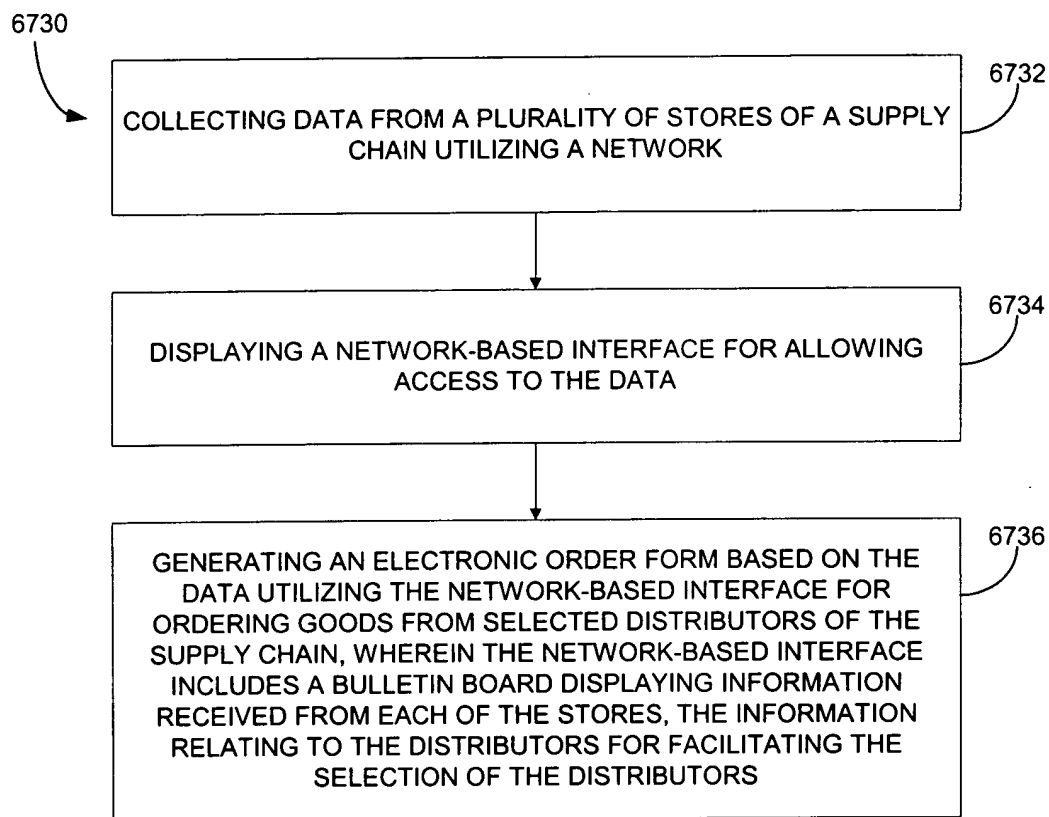 6730
6732
COLLECTING DATA FROM A PLURALITY OF STORES OF A SUPPLY
CHAIN UTILIZING A NETWORK
6734
DISPLAYING A NETWORK-BASED INTERFACE FOR ALLOWING
ACCESS TO THE DATA
6736
GENERATING AN ELECTRONIC ORDER FORM BASED ON THE
DATA UTILIZING THE NETWORK-BASED INTERFACE FOR
ORDERING GOODS FROM SELECTED DISTRIBUTORS OF THE
SUPPLY CHAIN, WHEREIN THE NETWORK-BASED INTERFACE
INCLUDES A BULLETIN BOARD DISPLAYING INFORMATION
RECEIVED FROM EACH OF THE STORES, THE INFORMATION
RELATING TO THE DISTRIBUTORS FOR FACILITATING THE
SELECTION OF THE DISTRIBUTORS